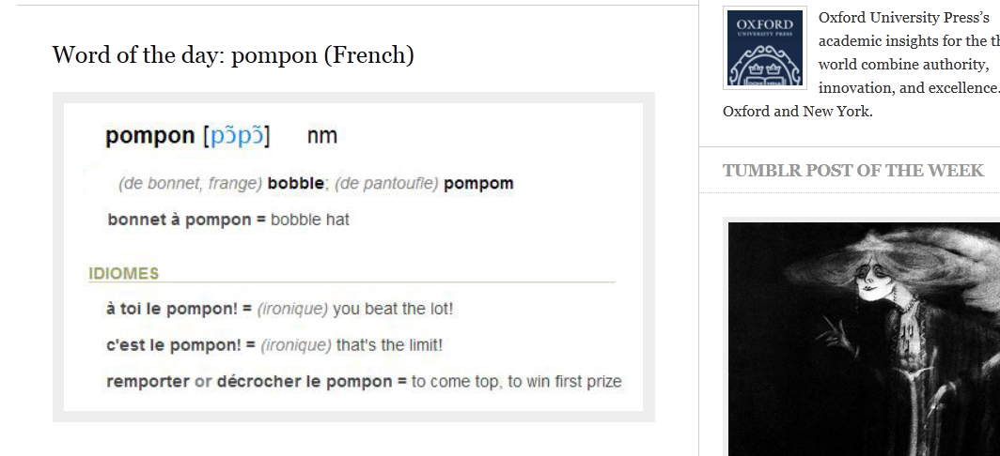 Word of the day: pompon (French)
pompon [pɔ̃pɔ̃] nm
(de bonnet, frange) bobble; (de pantoufle) pompom
bonnet à pompon = bobble hat
IDIOMES
à toi le pompon! = (ironique) you beat the lot!
c'est le pompon! = (ironique) that's the limit!
remporter or décrocher le pompon = to come top, to win first prize
OXFORD
UNIVERSITY PRESS
Oxford University Press's
academic insights for the th
world combine authority,
innovation, and excellence.
Oxford and New York.
TUMBLR POST OF THE WEEK